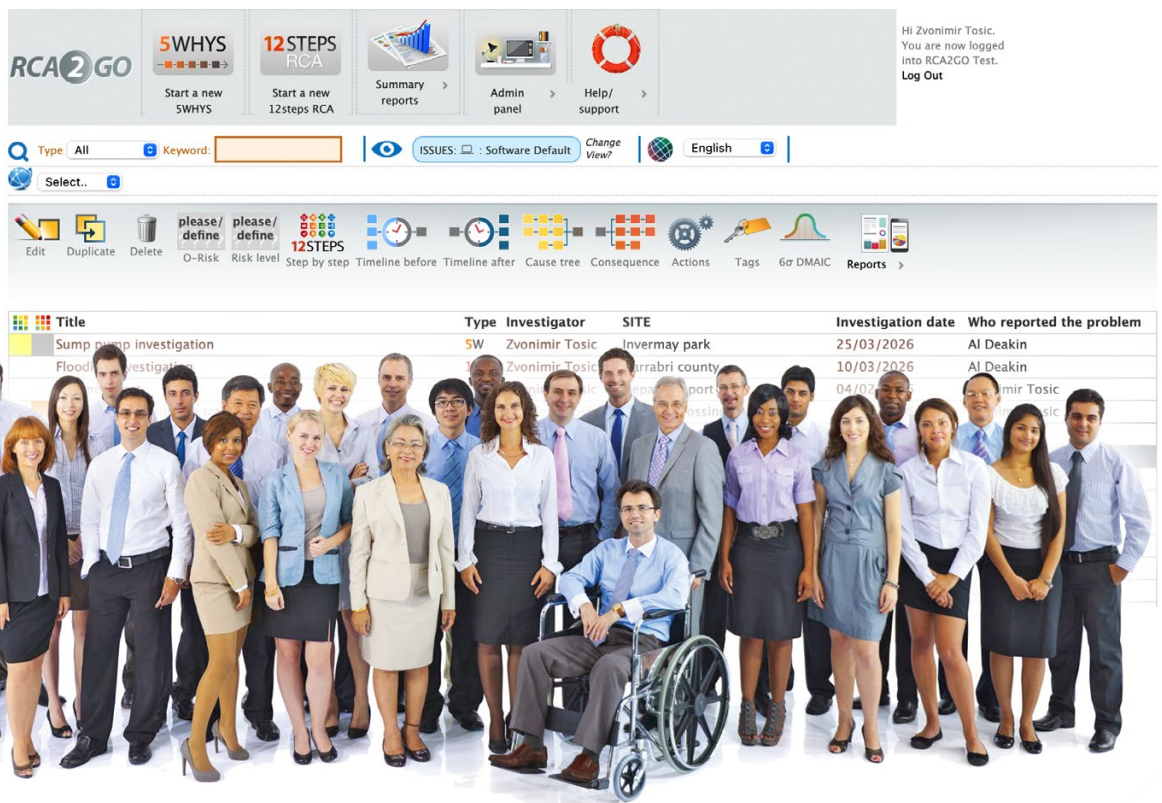 RCA2GO
5WHYS
Start a new
5WHYS
12STEPS
RCA
Start a new
12steps RCA
Summary
reports
Admin
panel
Help/
support
Hi Zvonimir Tosic.
You are now logged
into RCA2GO Test.
Log Out
Type All Keyword:
ISSUES: : Software Default
Change
View?
English
Select..
Edit
Duplicate
Delete
please/
define
O-Risk
please/
define
Risk level
12STEPS
Step by step
Timeline before
Timeline after
Cause tree
Consequence
Actions
Tags
6σ DMAIC
Reports
Title Type Investigator SITE Investigation date Who reported the problem
Sump pump investigation 5W Zvonimir Tosic Invermay park 25/03/2026 Al Deakin
Zvonimir Tosic county 10/03/2026 Al Deakin
Tosic